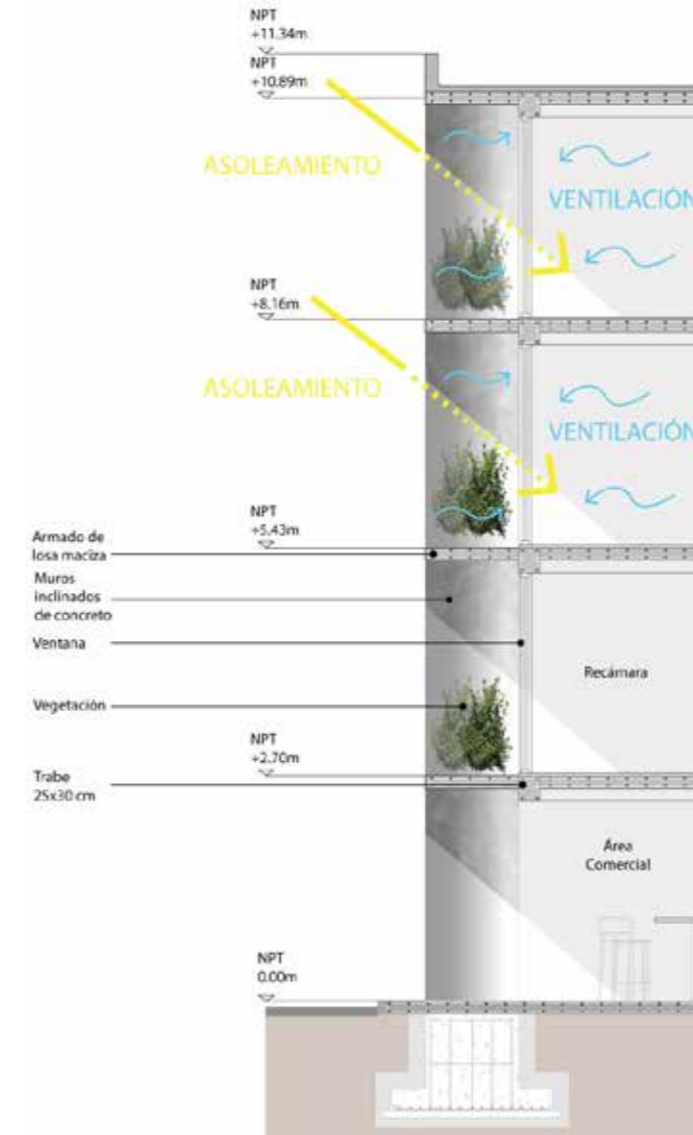 NPT
+11.34m
NPT
+10.89m
ASOLEAMIENTO
VENTILACIÓN
NPT
+8.16m
ASOLEAMIENTO
VENTILACIÓN
NPT
+5.43m
Armado de
losa maciza
Muros
inclinados
de concreto
Ventana
Recámara
Vegetación
NPT
+2.70m
Trabe
25x30 cm
Área
Comercial
NPT
0.00m